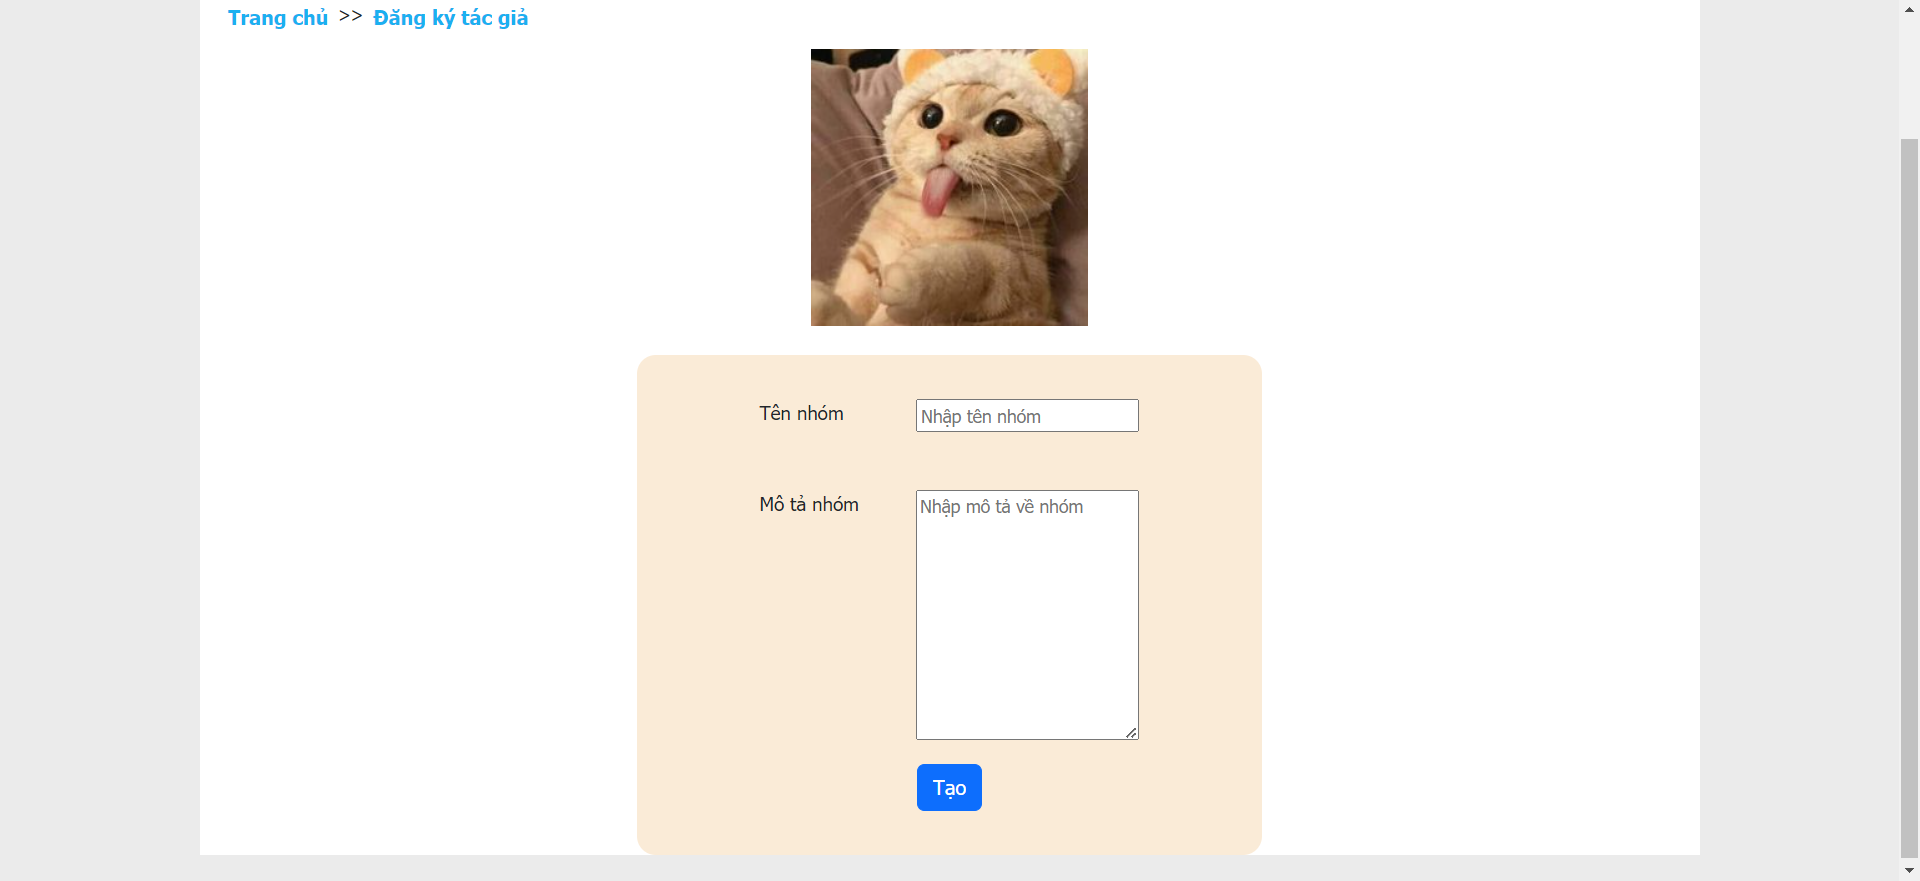 Trang chủ >> Đăng ký tác giả
Tên nhóm
Nhập tên nhóm
Mô tả nhóm
Nhập mô tả về nhóm
Tạo